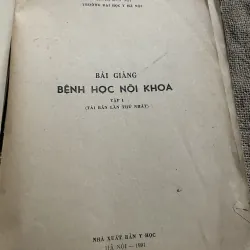 TRƯỜNG ĐẠI HỌC Y HÀ NỘI
BÀI GIẢNG
BỆNH HỌC NỘI KHOA
TẬP I
(TÁI BẢN LẦN THỨ NHẤT)
NHÀ XUẤT BẢN Y HỌC
HÀ NỘI — 1991